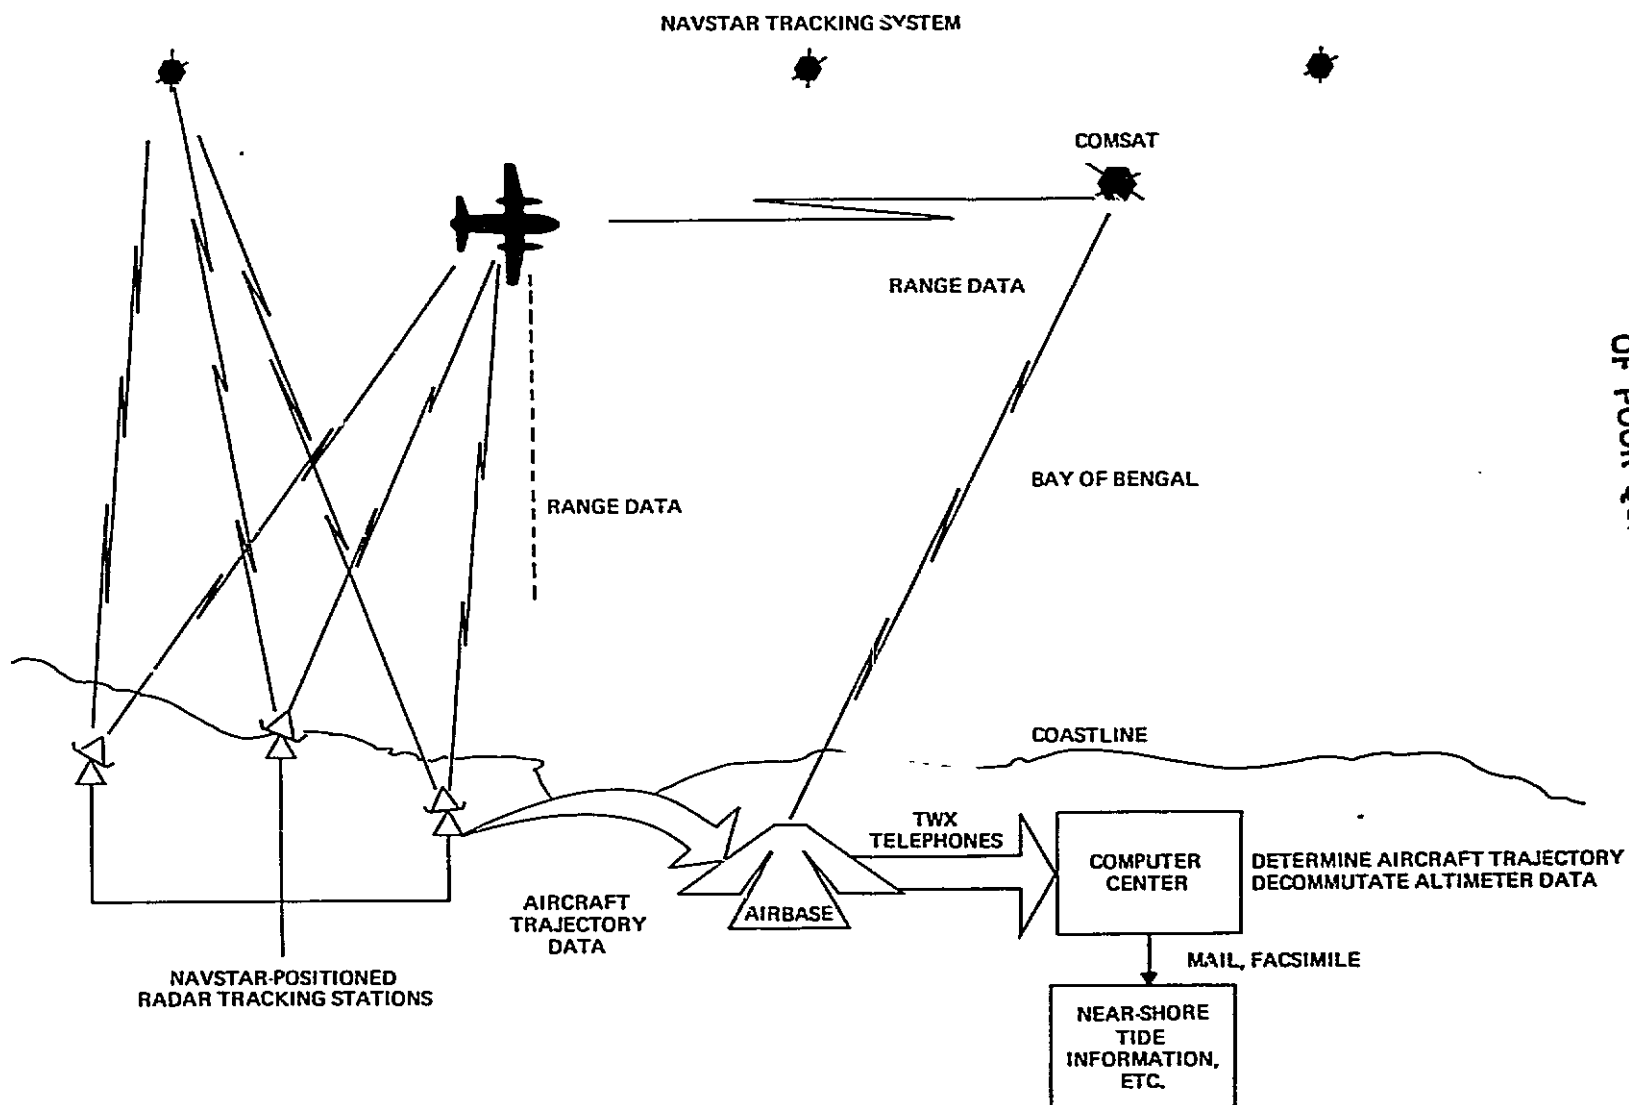 NAVSTAR TRACKING SYSTEM
COMSAT
RANGE DATA
BAY OF BENGAL
RANGE DATA
COASTLINE
TWX
TELEPHONES
COMPUTER
CENTER
DETERMINE AIRCRAFT TRAJECTORY
DECOMMUTATE ALTIMETER DATA
AIRCRAFT
TRAJECTORY
DATA
AIRBASE
MAIL, FACSIMILE
NAVSTAR-POSITIONED
RADAR TRACKING STATIONS
NEAR-SHORE
TIDE
INFORMATION,
ETC.
OF POOR